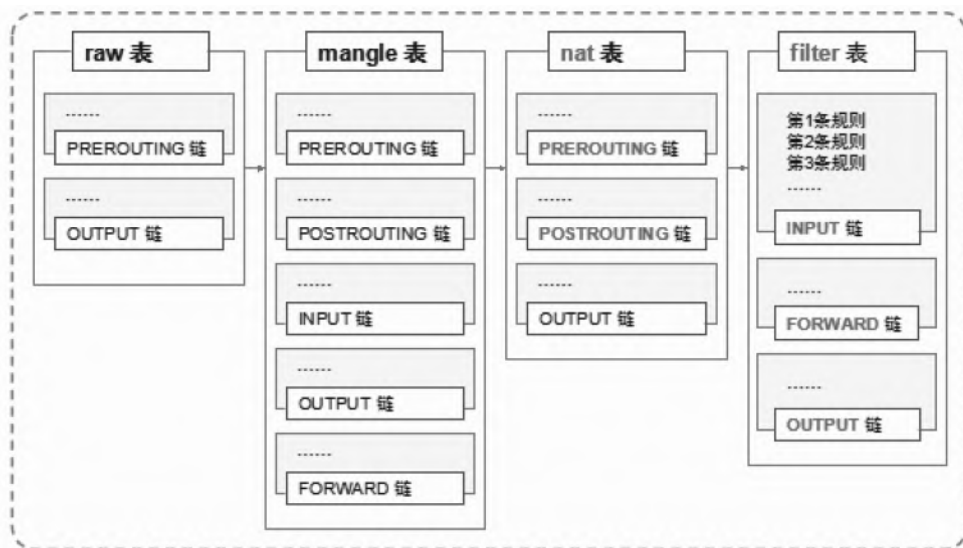 raw 表
......
PREROUTING 链
......
OUTPUT 链
mangle 表
......
PREROUTING 链
......
POSTROUTING 链
......
INPUT 链
......
OUTPUT 链
......
FORWARD 链
nat 表
......
PREROUTING 链
......
POSTROUTING 链
......
OUTPUT 链
filter 表
第1条规则
第2条规则
第3条规则
......
INPUT 链
......
FORWARD 链
......
OUTPUT 链